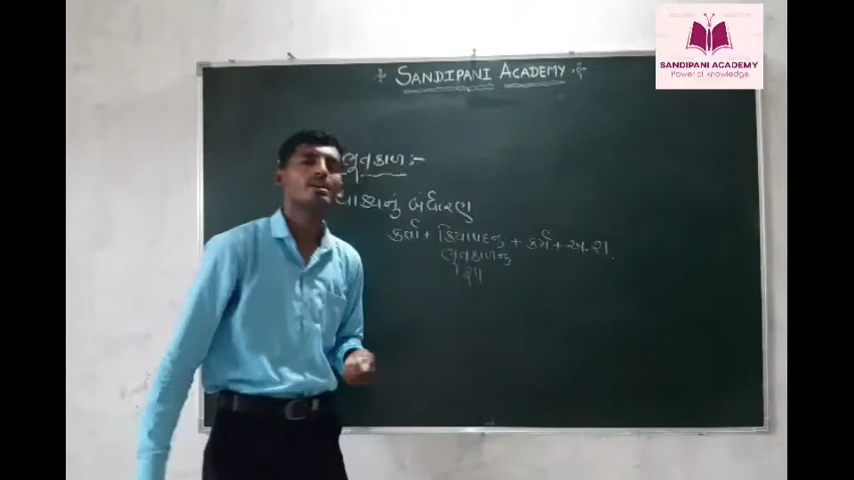 SANDIPANI ACADEMY
SANDIPANI ACADEMY
Power of Knowledge
ભુતકાળ :-
વાક્યનું બંધારણ
કર્તા + ક્રિયાપદનુ + કર્મ + અ.શ.
ભુતકાળનુ
રૂપ